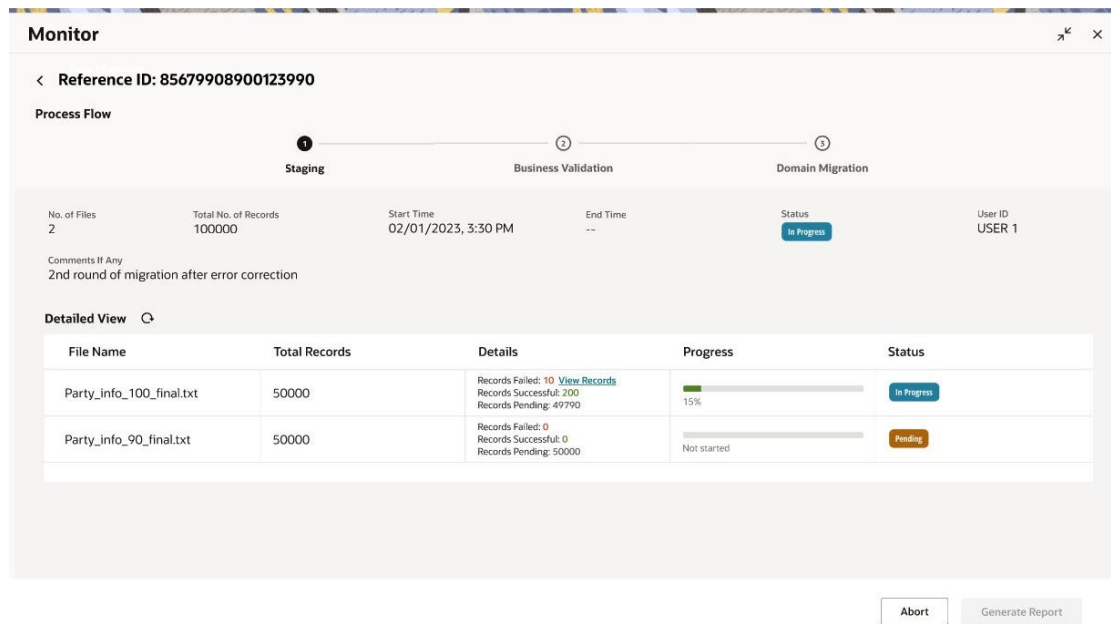 Monitor
Reference ID: 85679908900123990
Process Flow
1
2
3
Staging
Business Validation
Domain Migration
No. of Files
2
Total No. of Records
100000
Start Time
02/01/2023, 3:30 PM
End Time
--
Status
In Progress
User ID
USER 1
Comments If Any
2nd round of migration after error correction
Detailed View
File Name Total Records Details Progress Status
Party_info_100_final.txt
50000
Records Failed: 10 View Records
Records Successful: 200
Records Pending: 49790
15%
In Progress
Party_info_90_final.txt
50000
Records Failed: 0
Records Successful: 0
Records Pending: 50000
Not started
Pending
Abort
Generate Report